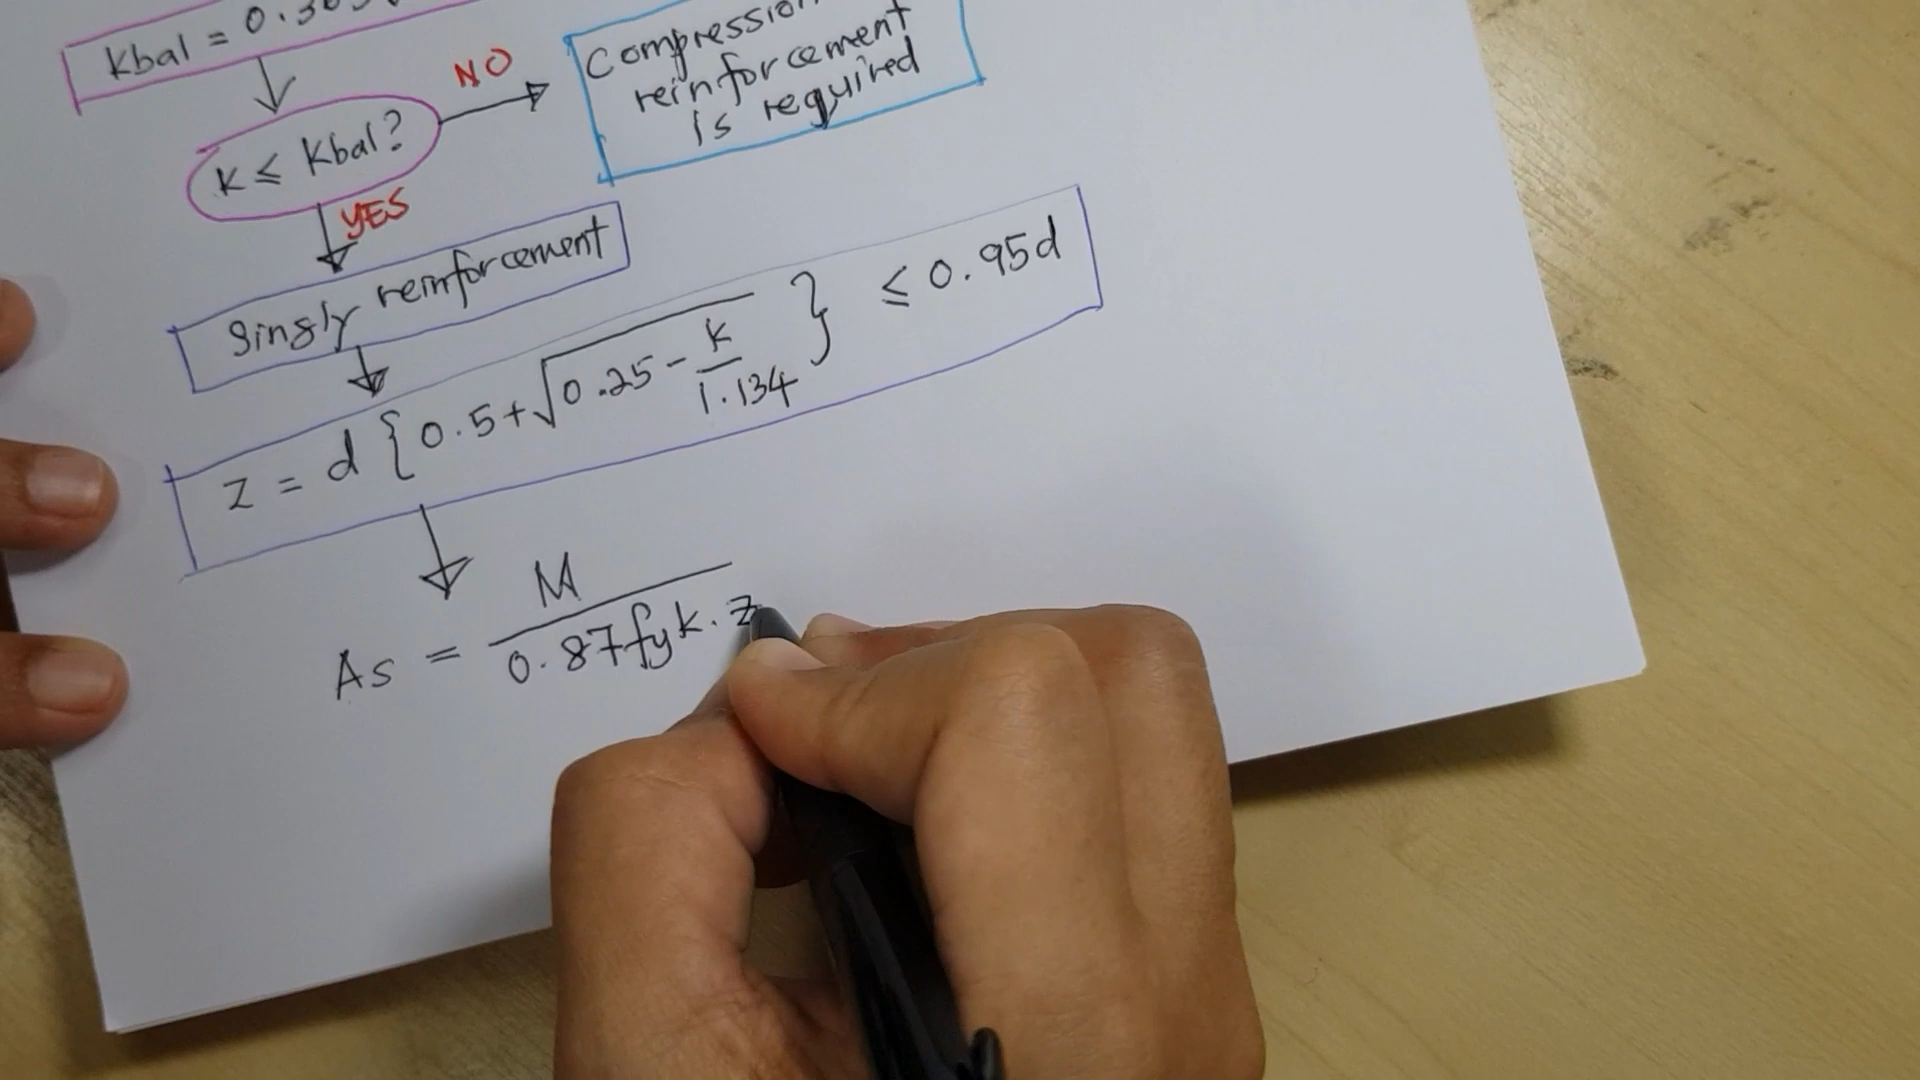 Kbal = 0.363
NO
Compression
reinforcement
is required
K ≤ Kbal?
YES
Singly reinforcement
z = d { 0.5 + √0.25 - k/1.134 } ≤ 0.95d
As = M / 0.87fyk.z